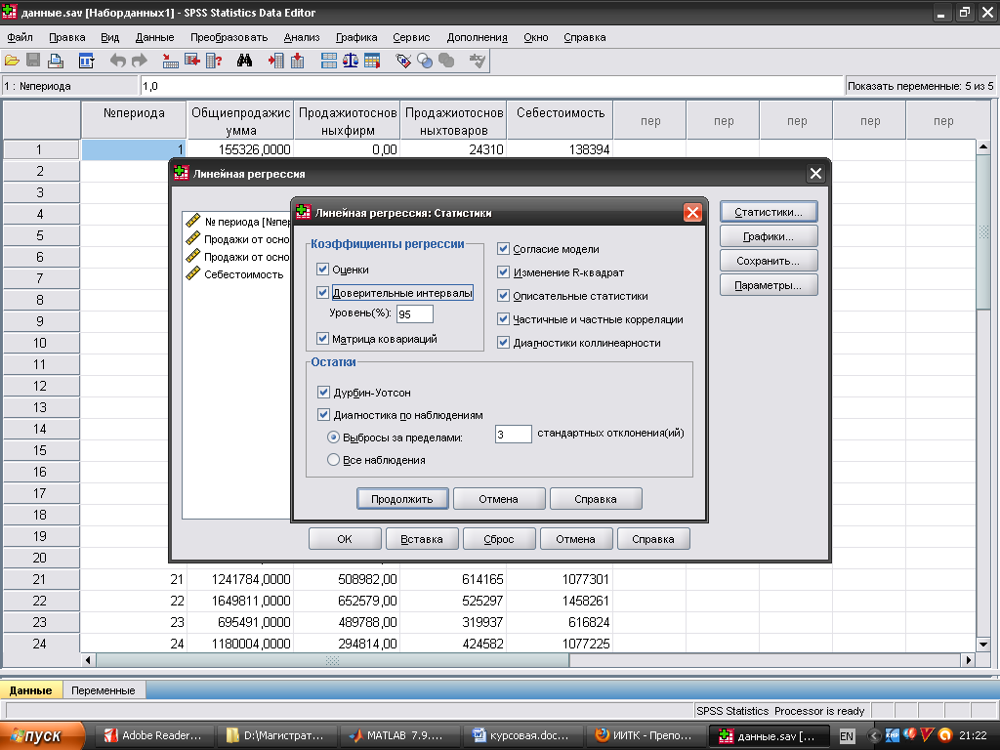 данные.sav [Наборданных1] - SPSS Statistics Data Editor
Файл Правка Вид Данные Преобразовать Анализ Графика Сервис Дополнения Окно Справка
1 : №периода 1,0 Показать переменные: 5 из 5
№периода Общиепродажис Продажиотоснов Продажиотоснов Себестоимость пер пер пер пер пер
умма ныхфирм ныхтоваров
1 1 155326,0000 0,00 24310 138394
2
3
4
5
6
7
8
9
10
11
12
13
14
15
16
17
18
19
20
21 21 1241784,0000 508982,00 614165 1077301
22 22 1649811,0000 652579,00 525297 1458261
23 23 695491,0000 489788,00 319937 616824
24 24 1180004,0000 294814,00 424582 1077225
Линейная регрессия
№ периода [№пер
Продажи от осно
Продажи от осно
Себестоимость
Статистики...
Графики...
Сохранить...
Параметры...
OK Вставка Сброс Отмена Справка
Линейная регрессия: Статистики
Коэффициенты регрессии
Оценки
Доверительные интервалы
Уровень(%): 95
Матрица ковариаций
Согласие модели
Изменение R-квадрат
Описательные статистики
Частичные и частные корреляции
Диагностики коллинеарности
Остатки
Дурбин-Уотсон
Диагностика по наблюдениям
Выбросы за пределами: 3 стандартных отклонения(ий)
Все наблюдения
Продолжить Отмена Справка
Данные Переменные
SPSS Statistics Processor is ready
пуск Adobe Reader... D:\Магистрат... MATLAB 7.9.... курсовая.doc... ИИТК - Препо... данные.sav [... EN 21:22